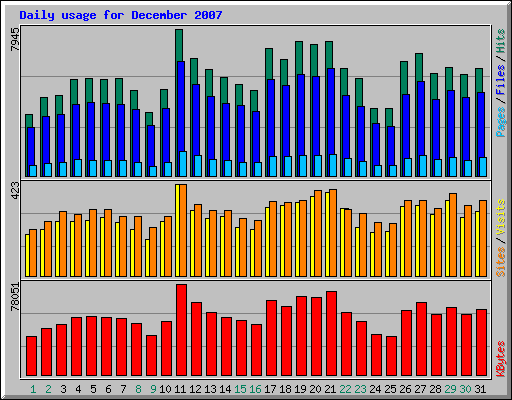 Daily usage for December 2007
7945
Pages/Files/Hits
423
Sites/Visits
78051
KBytes
1 2 3 4 5 6 7 8 9 10 11 12 13 14 15 16 17 18 19 20 21 22 23 24 25 26 27 28 29 30 31